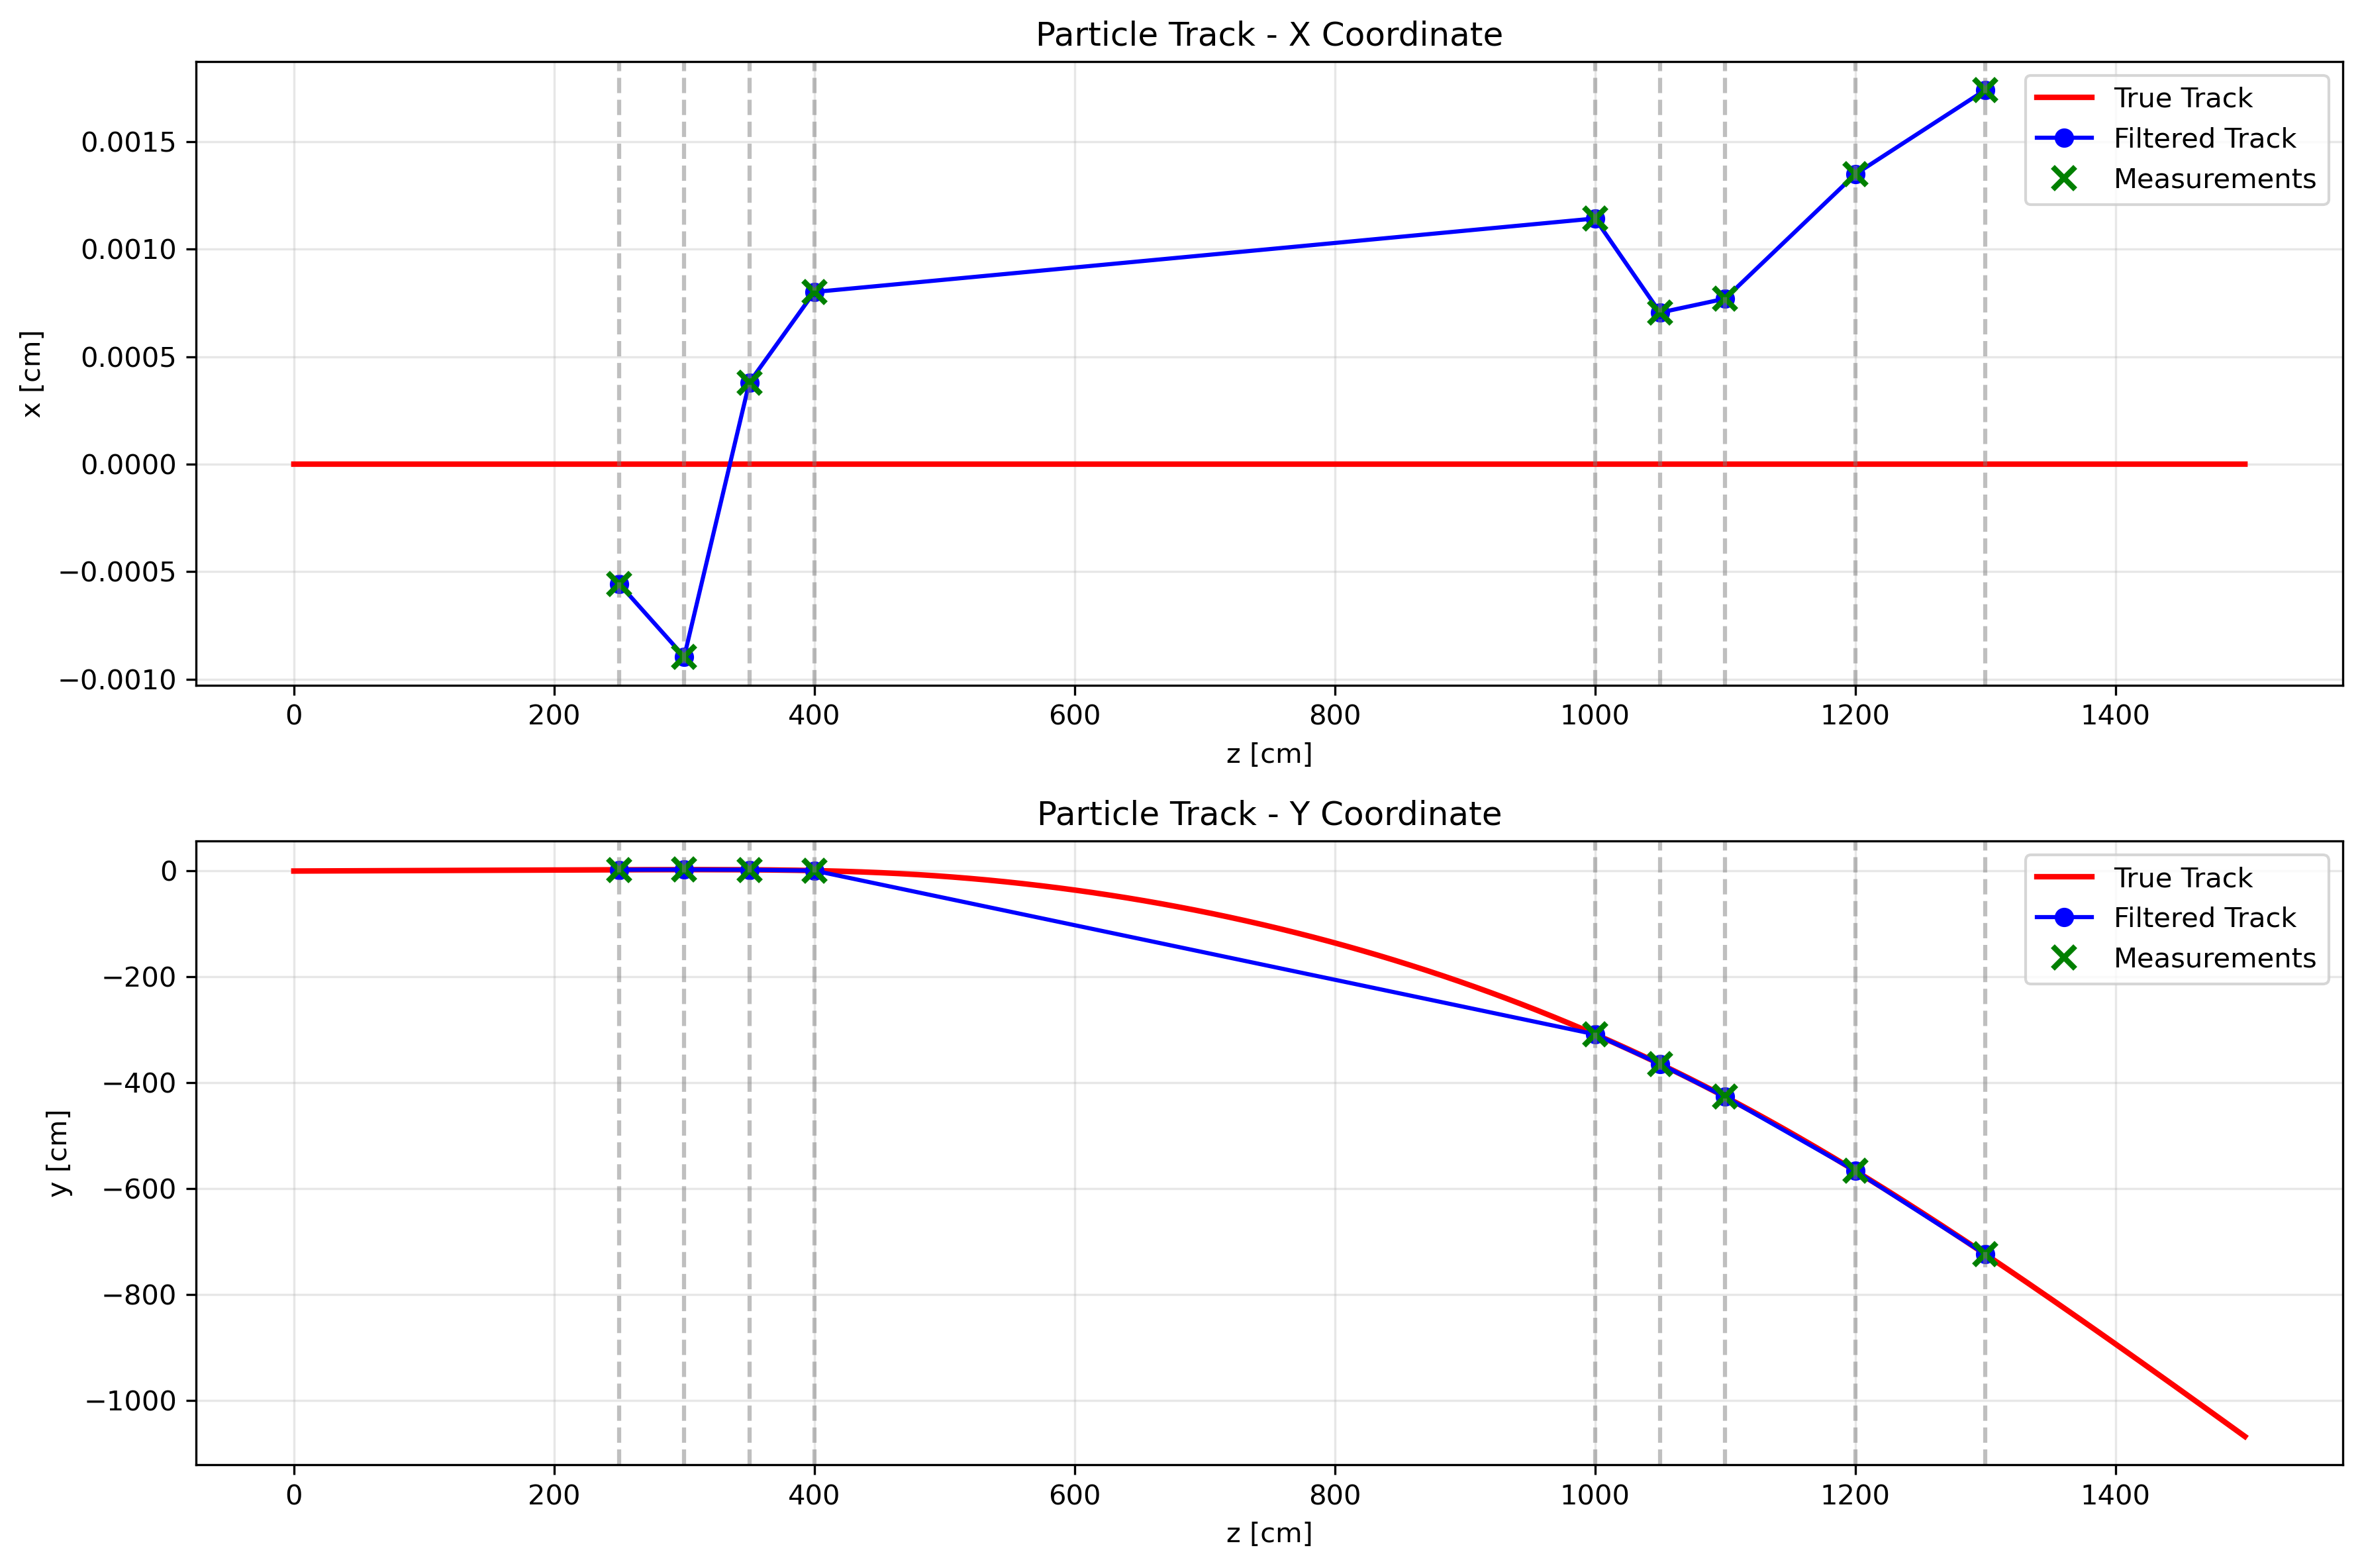 Particle Track - X Coordinate
True Track
Filtered Track
Measurements
0.0015
0.0010
0.0005
0.0000
−0.0005
−0.0010
x [cm]
0 200 400 600 800 1000 1200 1400
z [cm]
Particle Track - Y Coordinate
True Track
Filtered Track
Measurements
0
−200
−400
−600
−800
−1000
y [cm]
0 200 400 600 800 1000 1200 1400
z [cm]